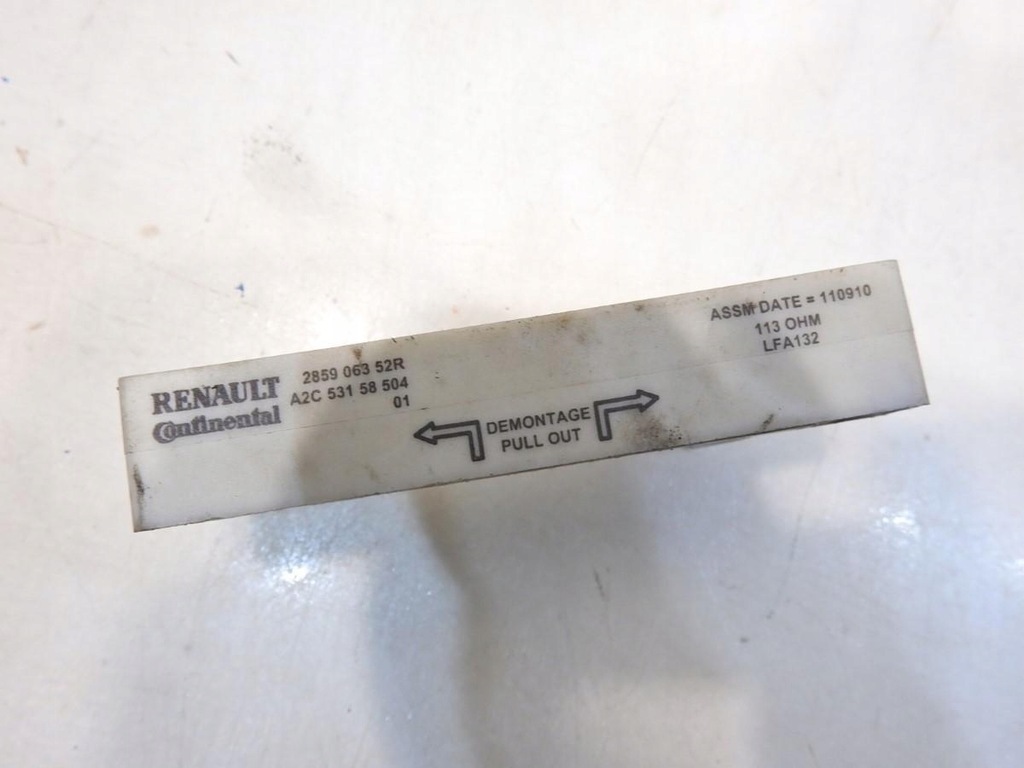 RENAULT
Continental
2859 063 52R
A2C 531 58 504
01
DEMONTAGE
PULL OUT
ASSM DATE = 110910
113 OHM
LFA132